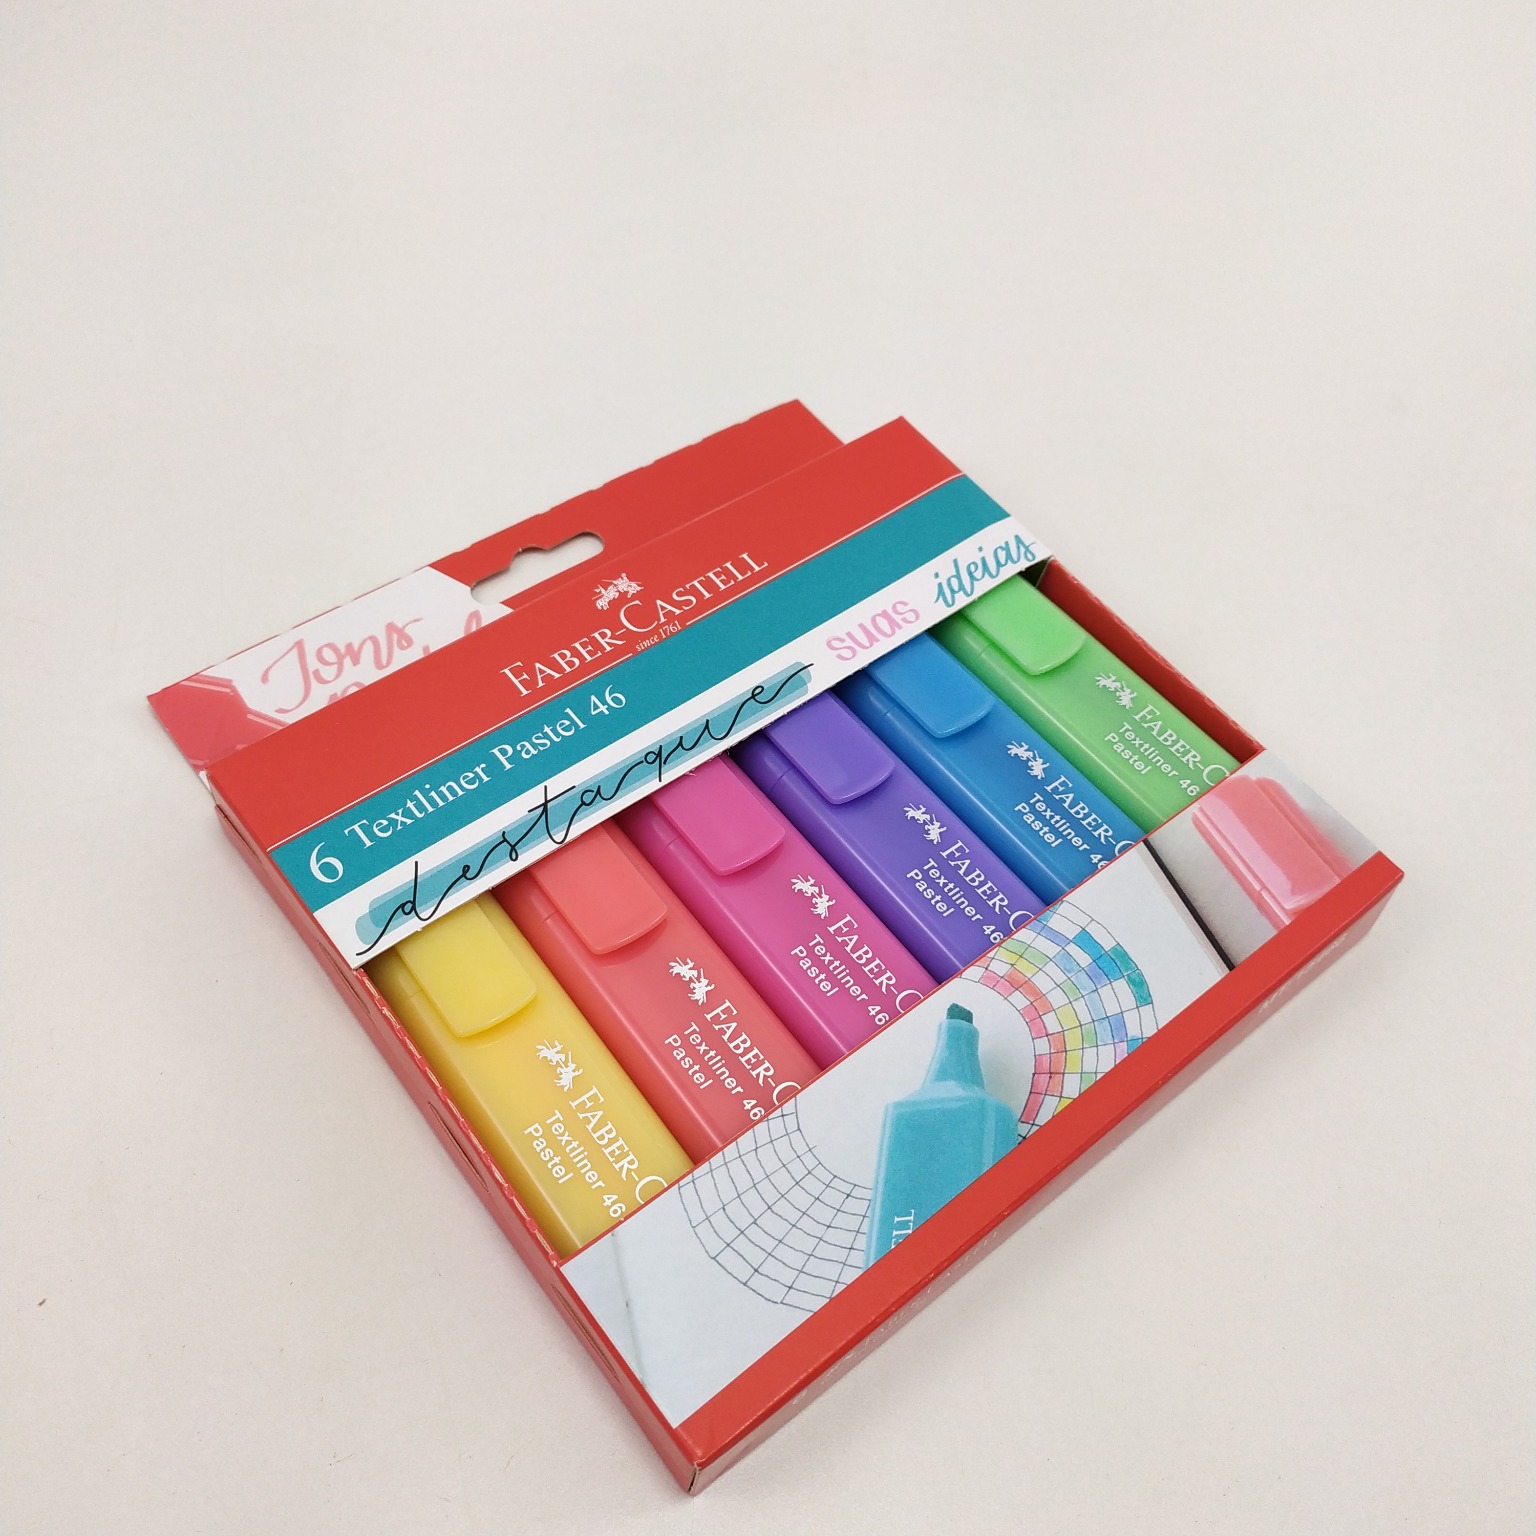 Tons
FABER-CASTELL
since 1761
6 Textliner Pastel 46
destaque suas ideias
FABER-C
Textliner 46
Pastel
FABER-C
Textliner 46
Pastel
FABER-C
Textliner 46
Pastel
FABER-C
Textliner 46
Pastel
FABER-C
Textliner 46
Pastel
FABER-C
Textliner 46
Pastel